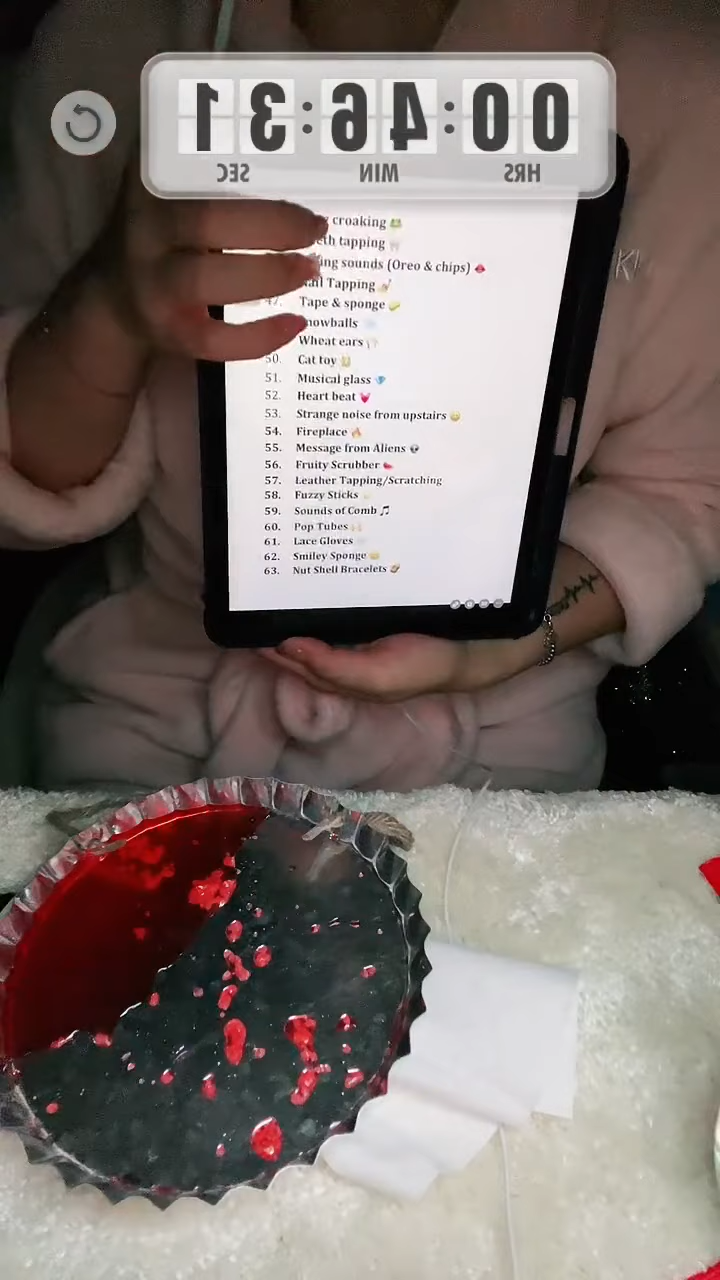 00:46:31
HRS MIN SEC
croaking
tapping
sounds (Oreo & chips)
Nail Tapping
47. Tape & sponge
Snowballs
Wheat ears
50. Cat toy
51. Musical glass
52. Heart beat
53. Strange noise from upstairs
54. Fireplace
55. Message from Aliens
56. Fruity Scrubber
57. Leather Tapping/Scratching
58. Fuzzy Sticks
59. Sounds of Comb
60. Pop Tubes
61. Lace Gloves
62. Smiley Sponge
63. Nut Shell Bracelets